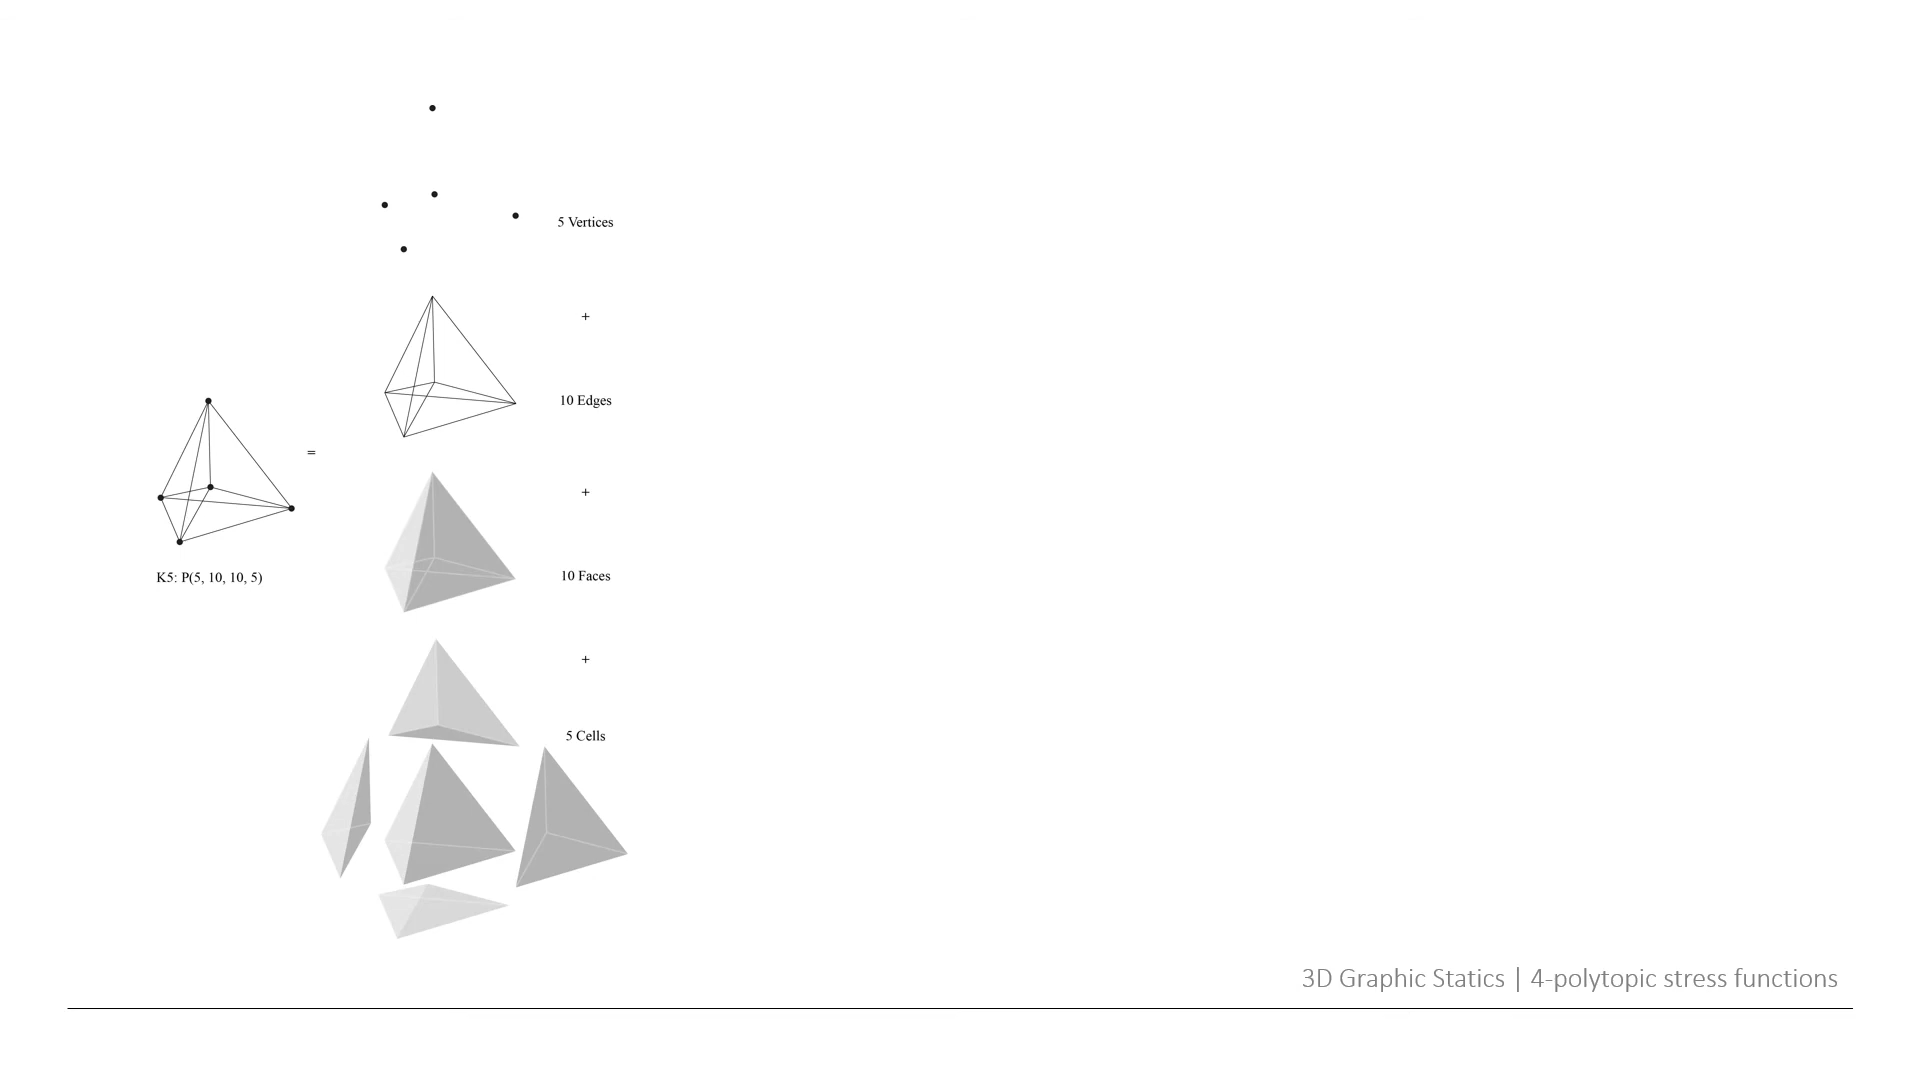 5 Vertices
+
10 Edges
=
+
K5: P(5, 10, 10, 5)
10 Faces
+
5 Cells
3D Graphic Statics | 4-polytopic stress functions